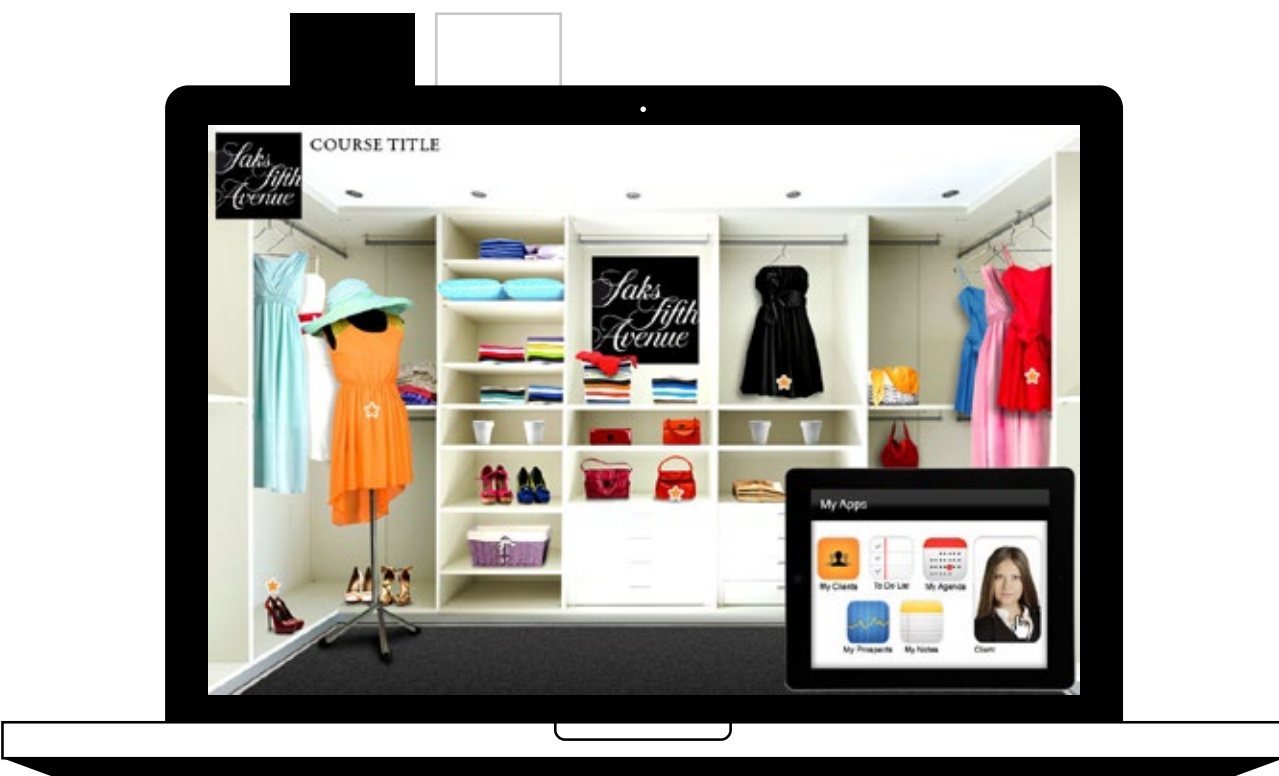 Saks
Fifth
Avenue
COURSE TITLE
Saks
Fifth
Avenue
My Apps
My Clients
To Do List
My Agenda
My Prospects
My Notes
Client